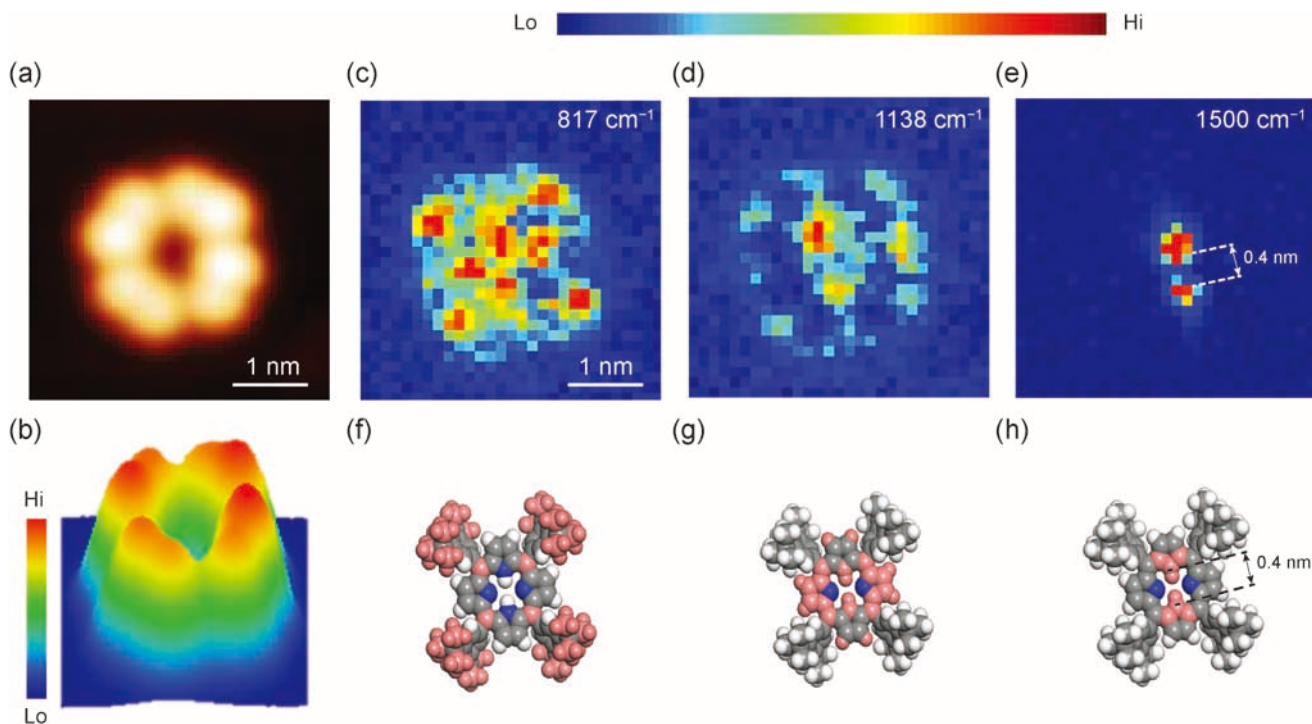 Lo Hi
(a) (c) (d) (e)
817 cm⁻¹ 1138 cm⁻¹ 1500 cm⁻¹
0.4 nm
1 nm 1 nm
(b) (f) (g) (h)
Hi
0.4 nm
Lo